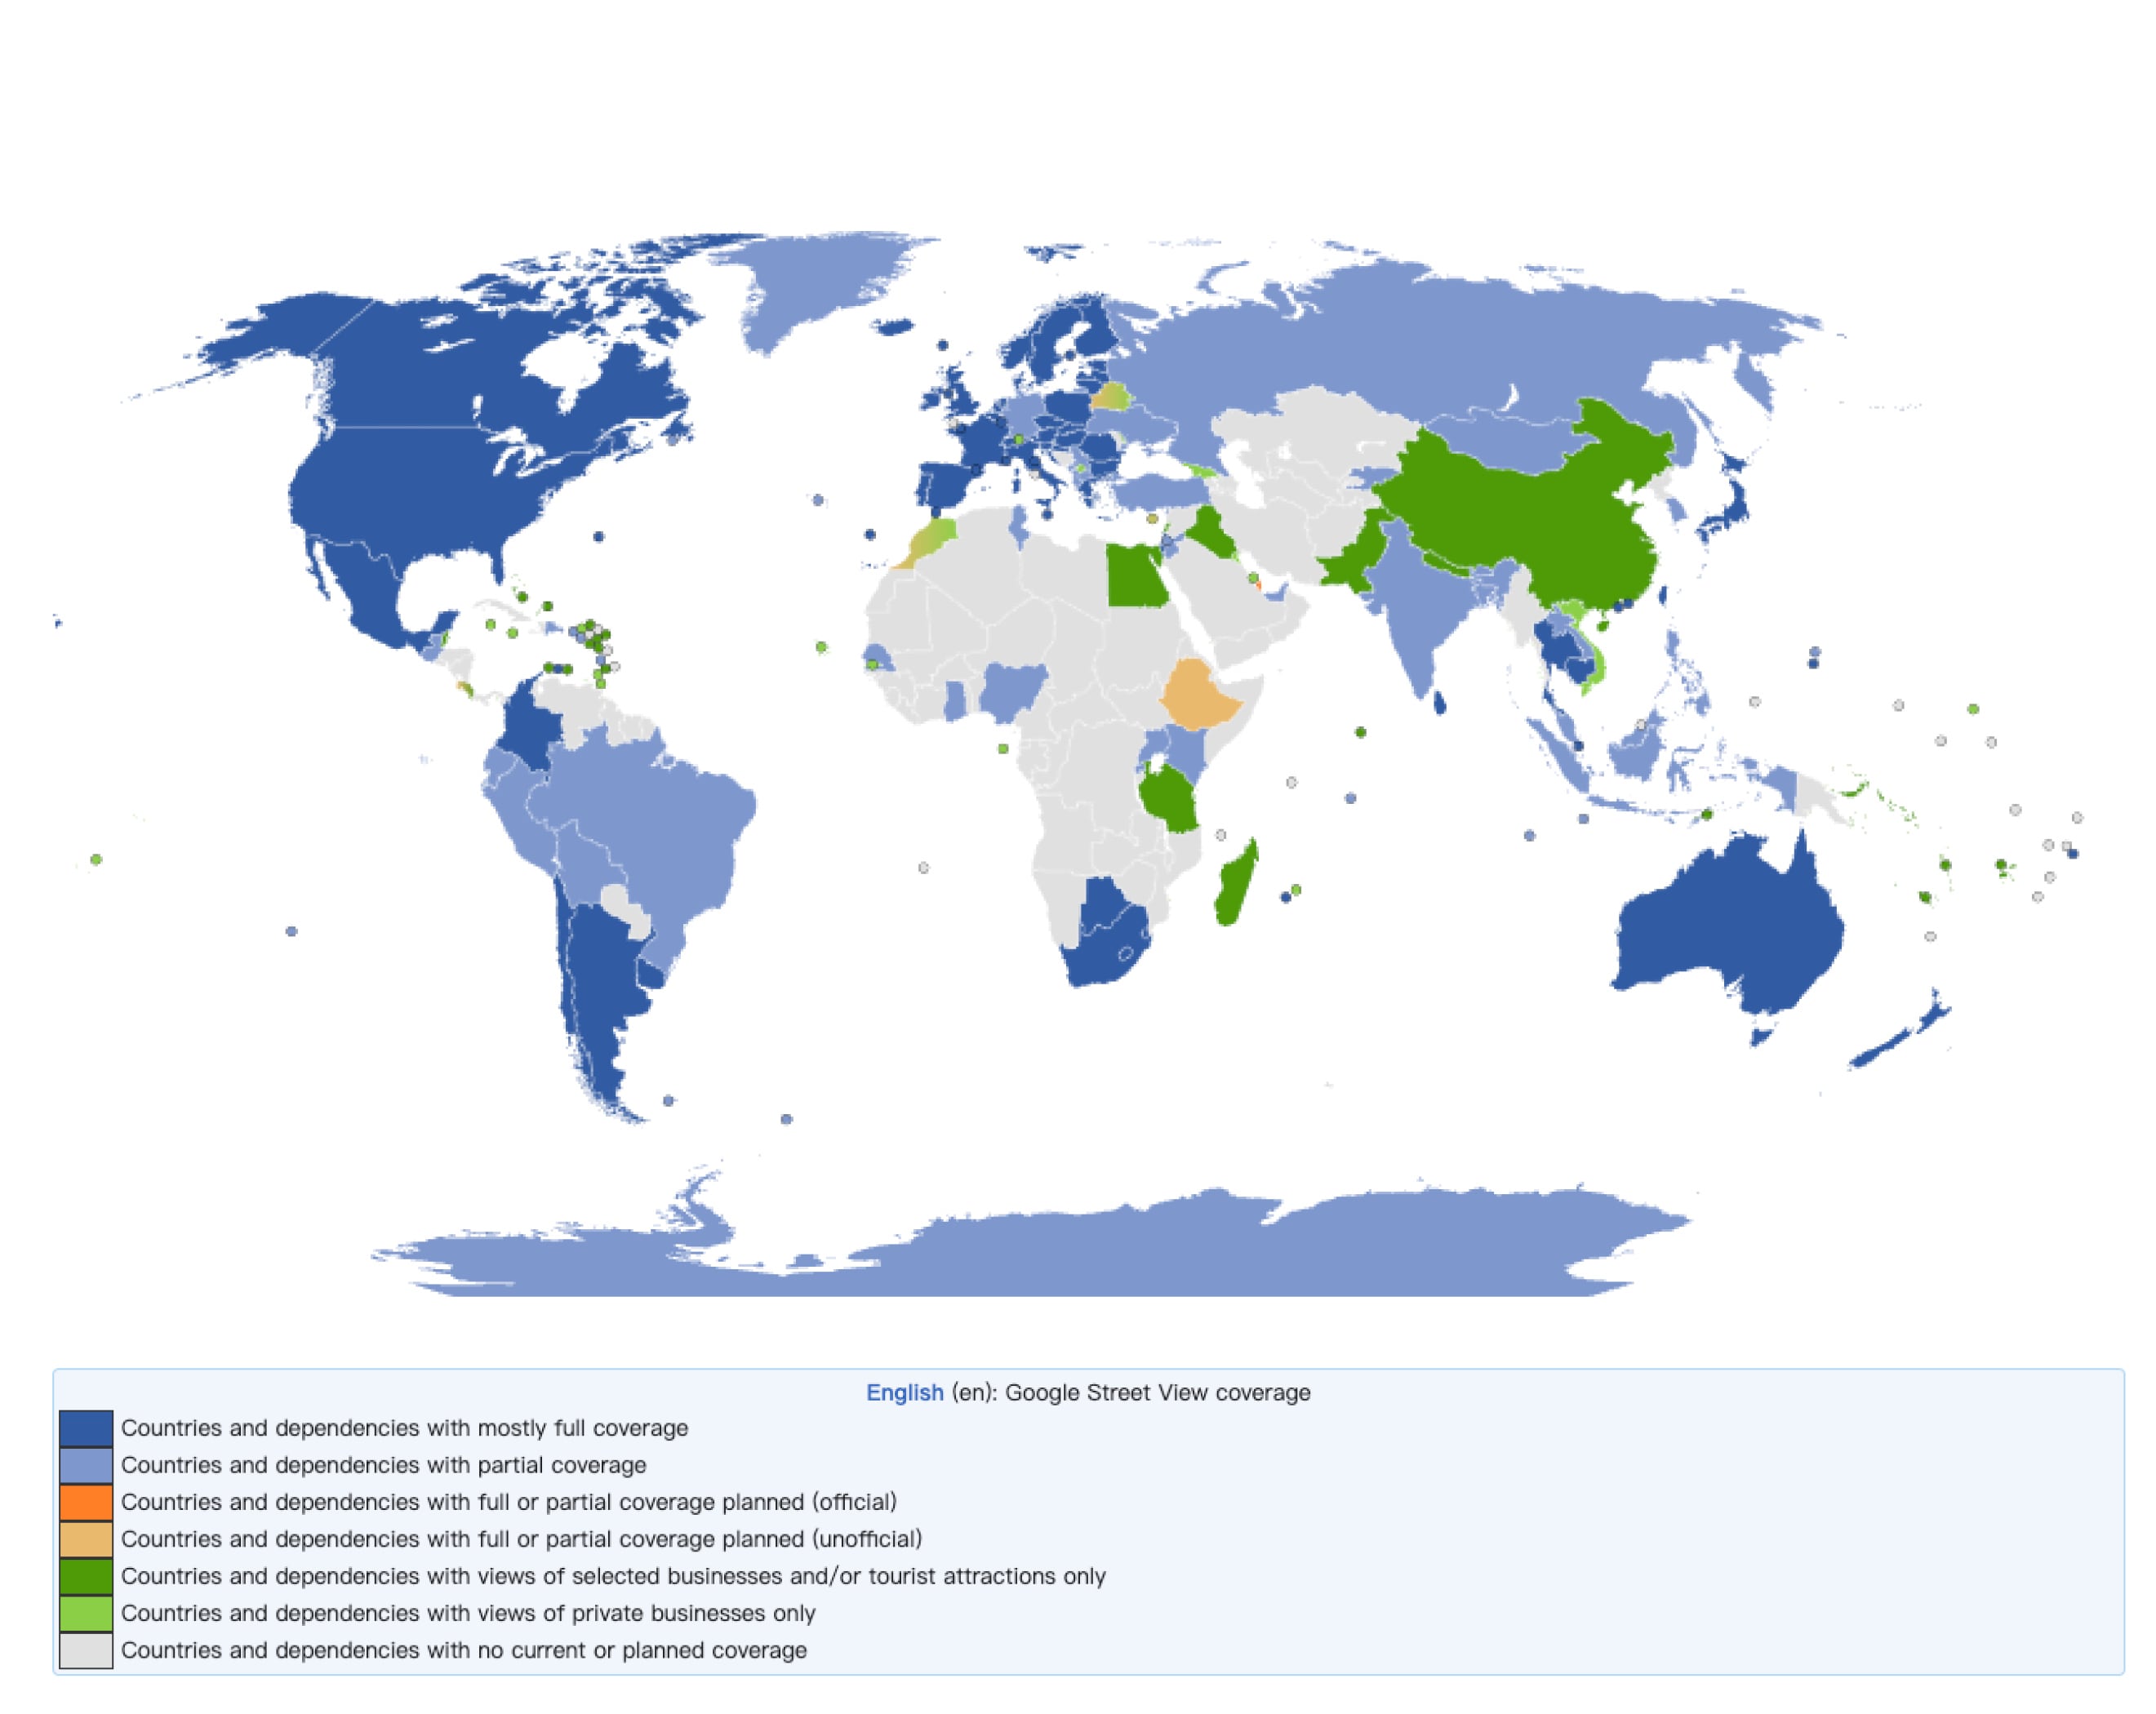 English (en): Google Street View coverage
Countries and dependencies with mostly full coverage
Countries and dependencies with partial coverage
Countries and dependencies with full or partial coverage planned (official)
Countries and dependencies with full or partial coverage planned (unofficial)
Countries and dependencies with views of selected businesses and/or tourist attractions only
Countries and dependencies with views of private businesses only
Countries and dependencies with no current or planned coverage